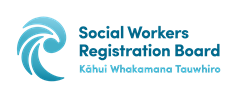 Social Workers
Registration Board
Kāhui Whakamana Tauwhiro